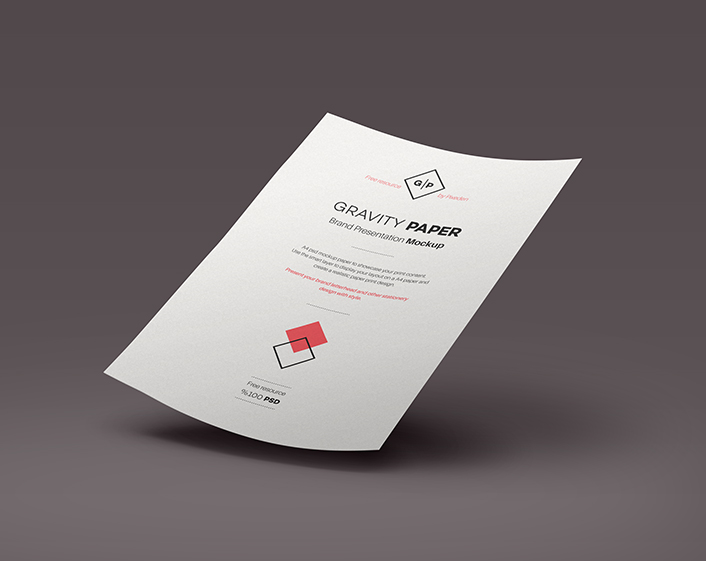 Free resource G/P by Pixeden
GRAVITY PAPER
Brand Presentation Mockup
A4 psd mockup paper to showcase your print content.
Use the smart layer to display your layout on a A4 paper and
create a realistic paper print design.
Present your brand letterhead and other stationery
design with style.
Free resource
%100 PSD